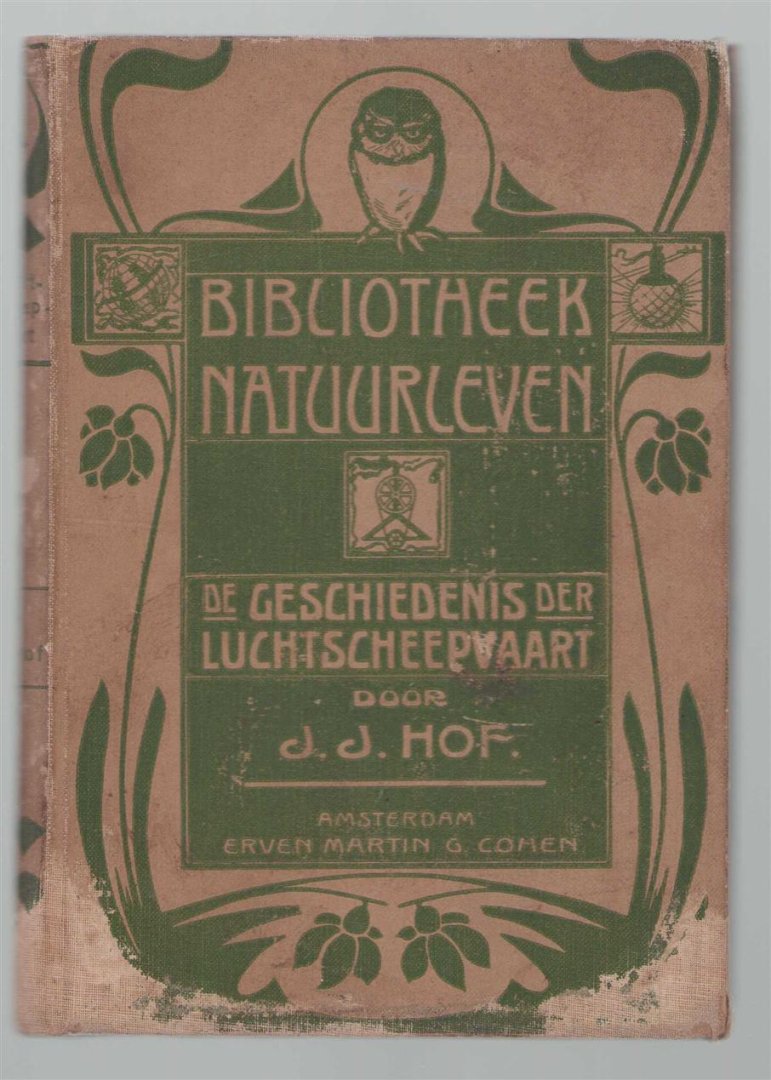 BIBLIOTHEEK
NATUURLEVEN
DE GESCHIEDENIS DER
LUCHTSCHEEPVAART
DOOR
J. J. HOF.
AMSTERDAM
ERVEN MARTIN G. COHEN